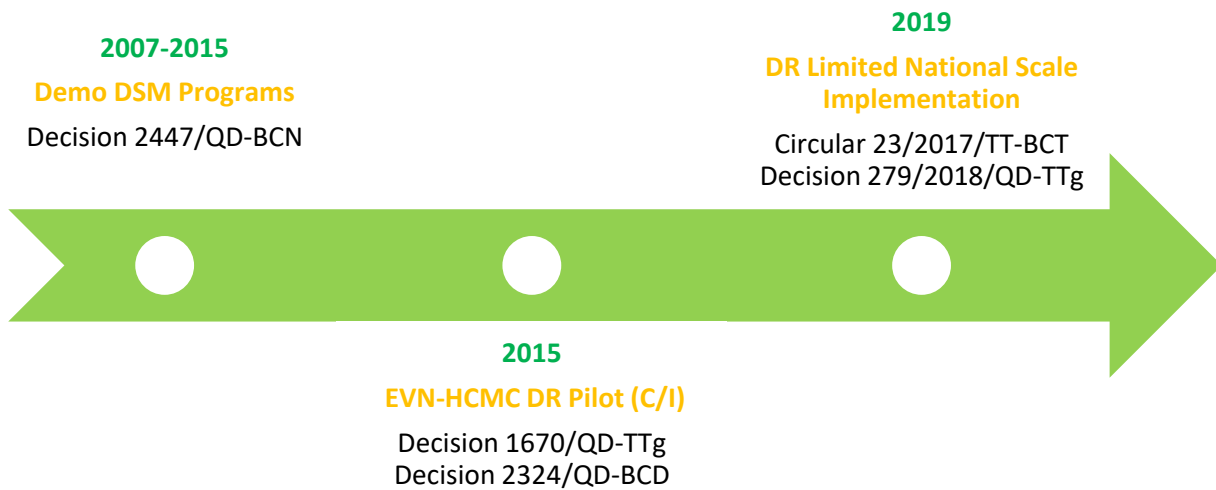 2007-2015
Demo DSM Programs
Decision 2447/QD-BCN
2015
EVN-HCMC DR Pilot (C/I)
Decision 1670/QD-TTg
Decision 2324/QD-BCD
2019
DR Limited National Scale
Implementation
Circular 23/2017/TT-BCT
Decision 279/2018/QD-TTg